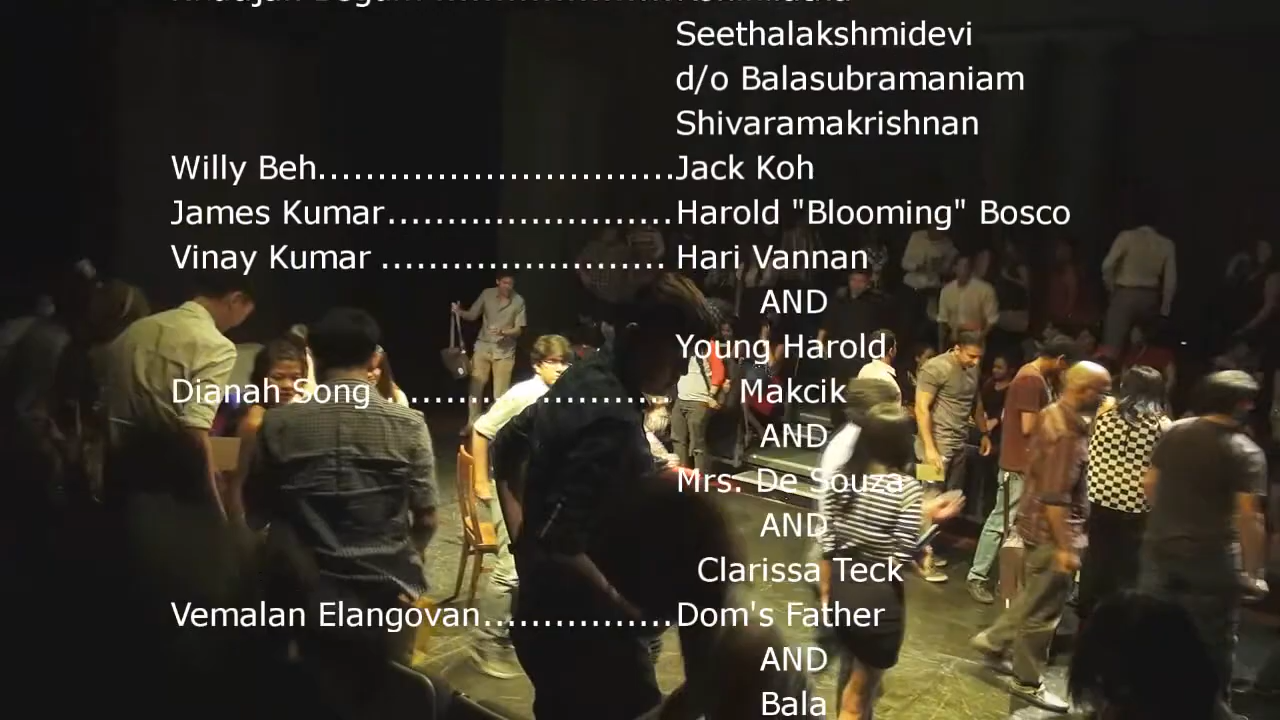 Seethalakshmidevi
d/o Balasubramaniam
Shivaramakrishnan
Willy Beh..............................Jack Koh
James Kumar........................Harold "Blooming" Bosco
Vinay Kumar ........................ Hari Vannan
AND
Young Harold
Dianah Song ........................ Makcik
AND
Mrs. De Souza
AND
Clarissa Teck
Vemalan Elangovan................Dom's Father
AND
Bala